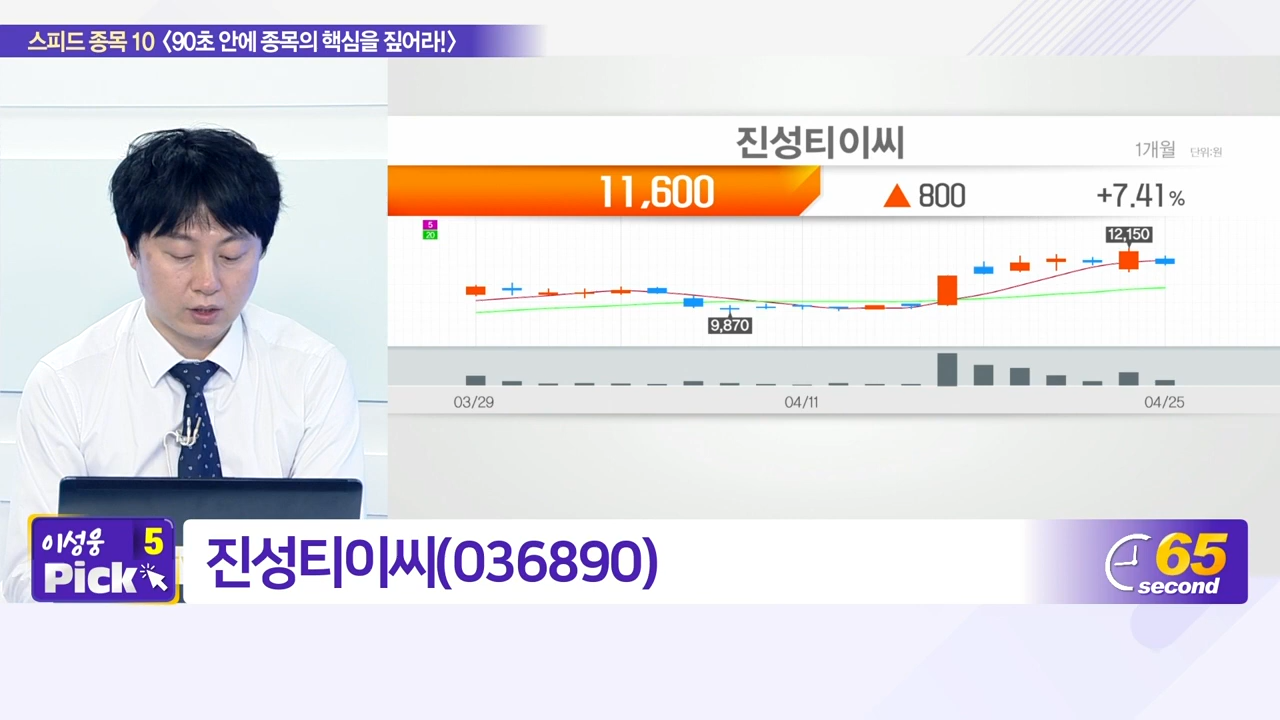 스피드 종목 10 〈90초 안에 종목의 핵심을 짚어라!〉
진성티이씨
1개월 단위:원
11,600 ▲ 800 +7.41%
5
20
12,150
9,870
03/29 04/11 04/25
이성웅 5
Pick
진성티이씨(036890)
65
second